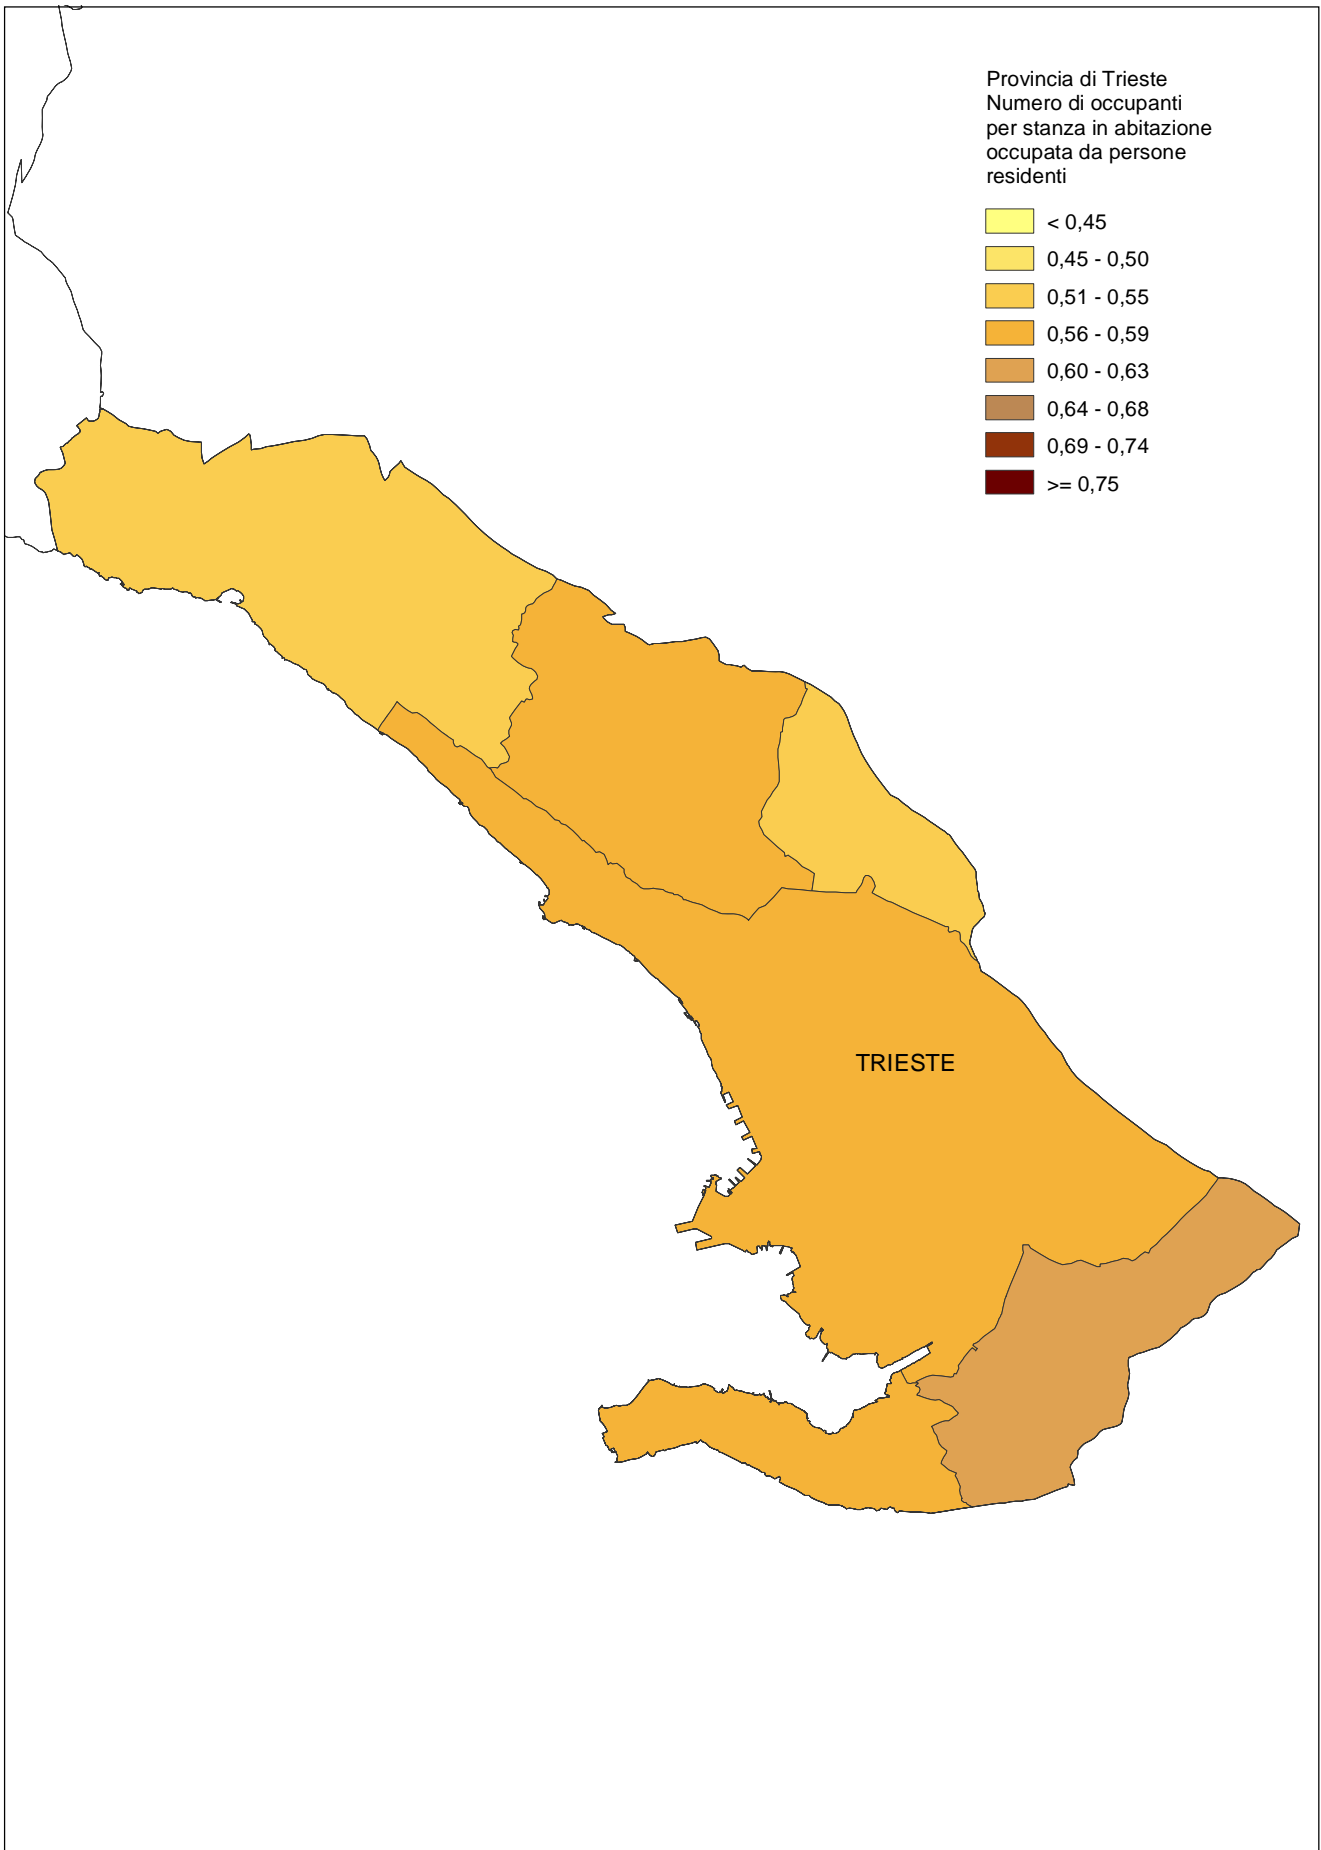 Provincia di Trieste
Numero di occupanti
per stanza in abitazione
occupata da persone
residenti
< 0,45
0,45 - 0,50
0,51 - 0,55
0,56 - 0,59
0,60 - 0,63
0,64 - 0,68
0,69 - 0,74
>= 0,75
TRIESTE